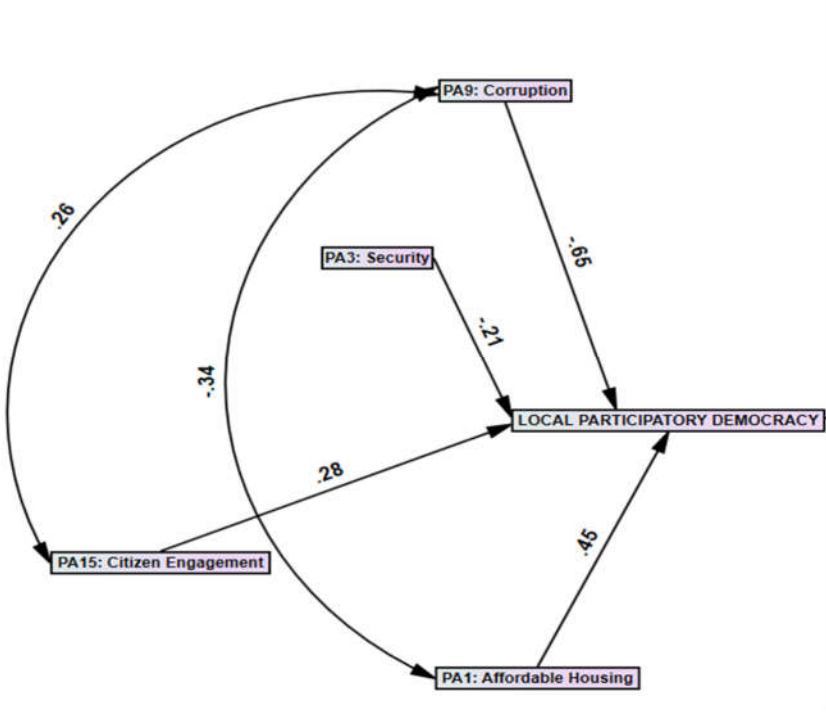 PA9: Corruption
.26
-.65
PA3: Security
-.21
-.34
LOCAL PARTICIPATORY DEMOCRACY
.28
.45
PA15: Citizen Engagement
PA1: Affordable Housing